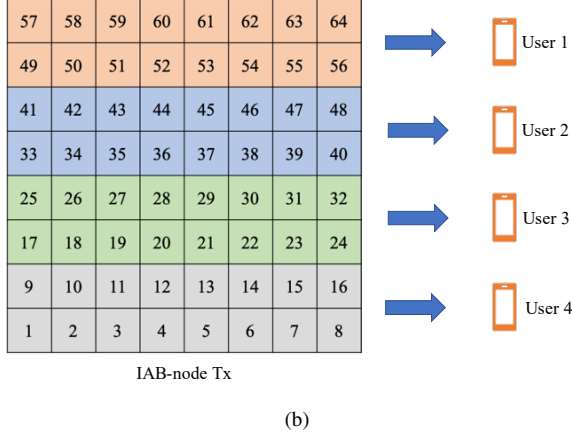 57 58 59 60 61 62 63 64
User 1
49 50 51 52 53 54 55 56
41 42 43 44 45 46 47 48
User 2
33 34 35 36 37 38 39 40
25 26 27 28 29 30 31 32
User 3
17 18 19 20 21 22 23 24
9 10 11 12 13 14 15 16
User 4
1 2 3 4 5 6 7 8
IAB-node Tx
(b)